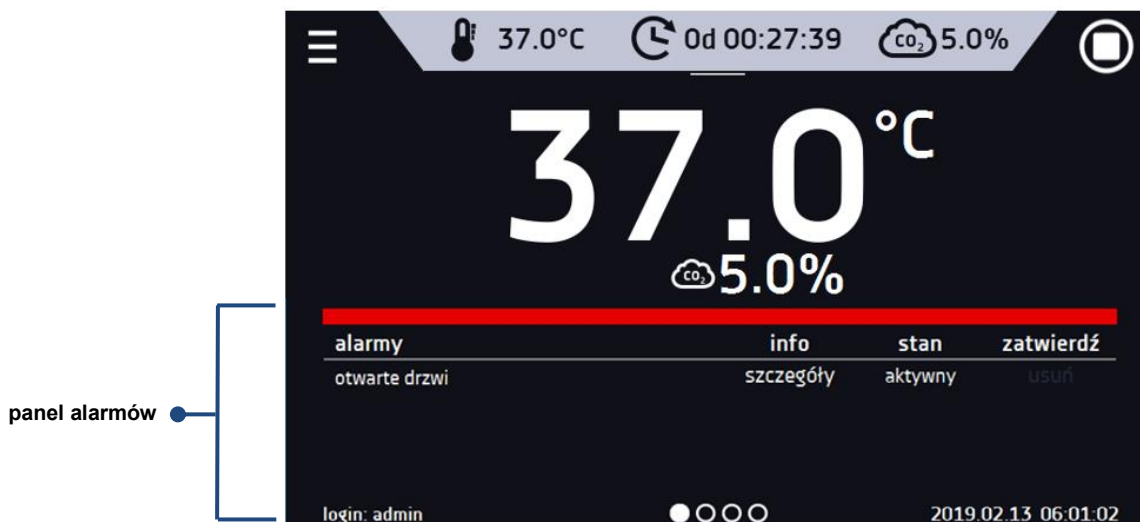 37.0°C 0d 00:27:39 CO₂ 5.0%
37.0 °C
CO₂ 5.0%
alarmy info stan zatwierdź
otwarte drzwi szczegóły aktywny usuń
panel alarmów
login: admin 2019.02.13 06:01:02